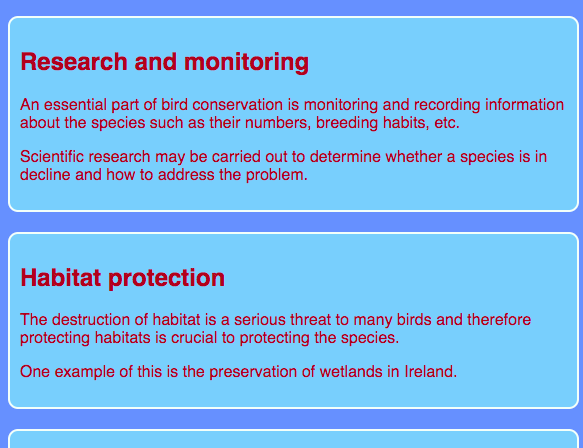 Research and monitoring
An essential part of bird conservation is monitoring and recording information
about the species such as their numbers, breeding habits, etc.
Scientific research may be carried out to determine whether a species is in
decline and how to address the problem.
Habitat protection
The destruction of habitat is a serious threat to many birds and therefore
protecting habitats is crucial to protecting the species.
One example of this is the preservation of wetlands in Ireland.